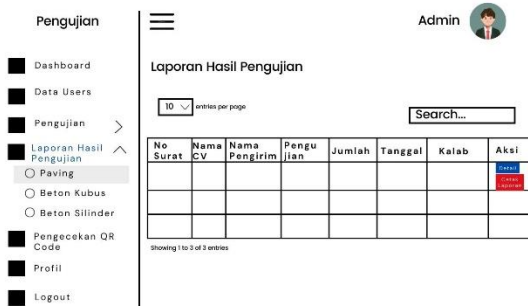 Pengujian
Admin
Dashboard
Data Users
Pengujian
Laporan Hasil
Pengujian
Paving
Beton Kubus
Beton Silinder
Pengecekan QR
Code
Profil
Logout
Laporan Hasil Pengujian
10 entries per page
Search...
No Surat Nama CV Nama Pengirim Pengu jian Jumlah Tanggal Kalab Aksi
Detail
Cetak
Laporan
Showing 1 to 3 of 3 entries